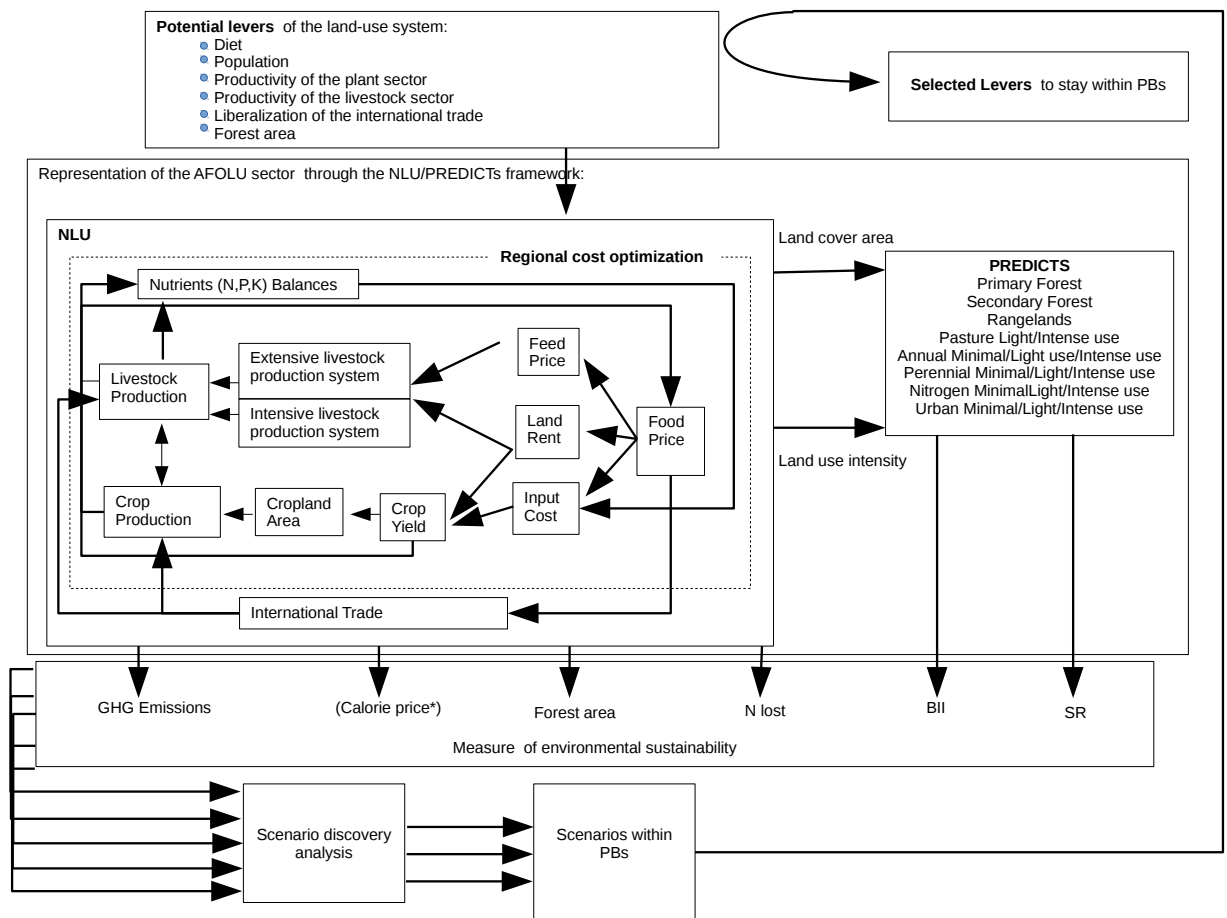 Potential levers of the land-use system:
Diet
Population
Productivity of the plant sector
Productivity of the livestock sector
Liberalization of the international trade
Forest area
Selected Levers to stay within PBs
Representation of the AFOLU sector through the NLU/PREDICTs framework:
NLU
Regional cost optimization
Nutrients (N,P,K) Balances
Livestock
Production
Extensive livestock
production system
Intensive livestock
production system
Feed
Price
Land
Rent
Food
Price
Input
Cost
Crop
Production
Cropland
Area
Crop
Yield
International Trade
Land cover area
Land use intensity
PREDICTS
Primary Forest
Secondary Forest
Rangelands
Pasture Light/Intense use
Annual Minimal/Light use/Intense use
Perennial Minimal/Light/Intense use
Nitrogen MinimalLight/Intense use
Urban Minimal/Light/Intense use
GHG Emissions
(Calorie price*)
Forest area
N lost
BII
SR
Measure of environmental sustainability
Scenario discovery
analysis
Scenarios within
PBs